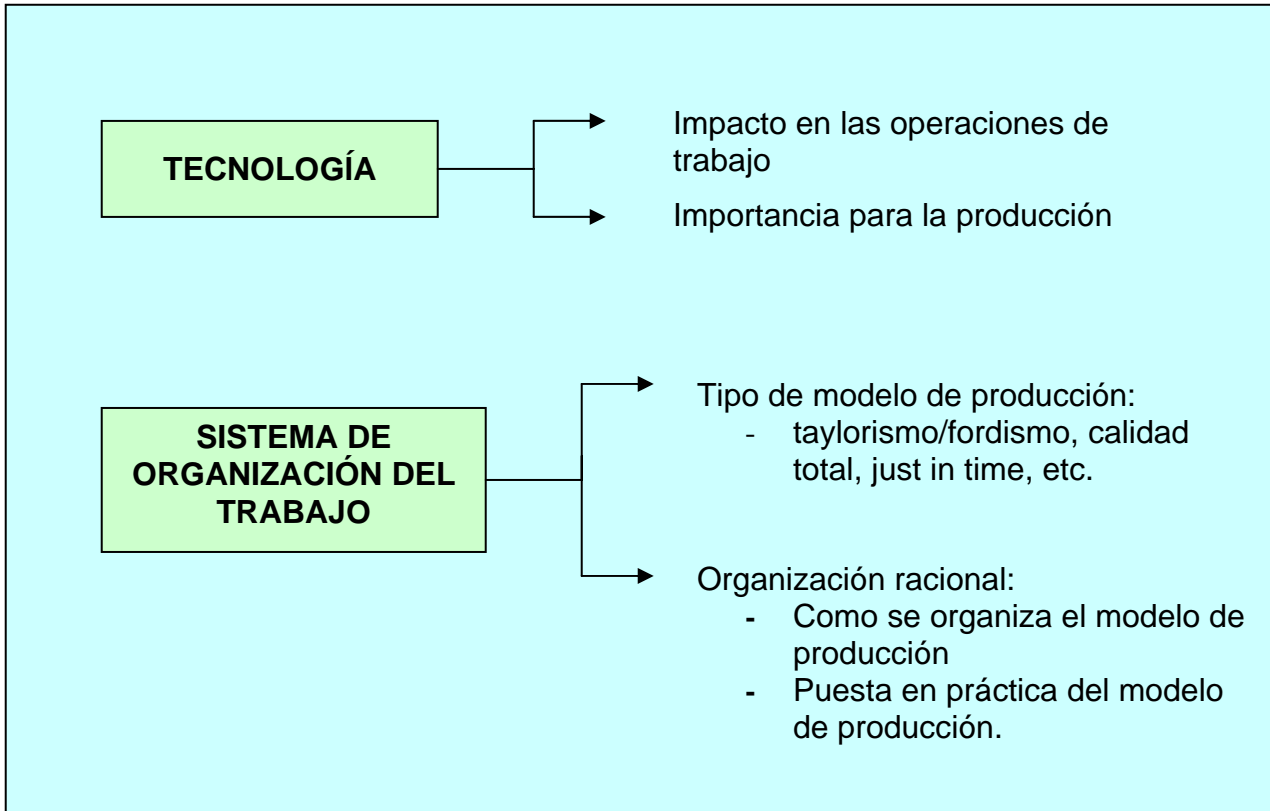 TECNOLOGÍA
Impacto en las operaciones de
trabajo
Importancia para la producción
SISTEMA DE
ORGANIZACIÓN DEL
TRABAJO
Tipo de modelo de producción:
- taylorismo/fordismo, calidad
total, just in time, etc.
Organización racional:
- Como se organiza el modelo de
producción
- Puesta en práctica del modelo
de producción.